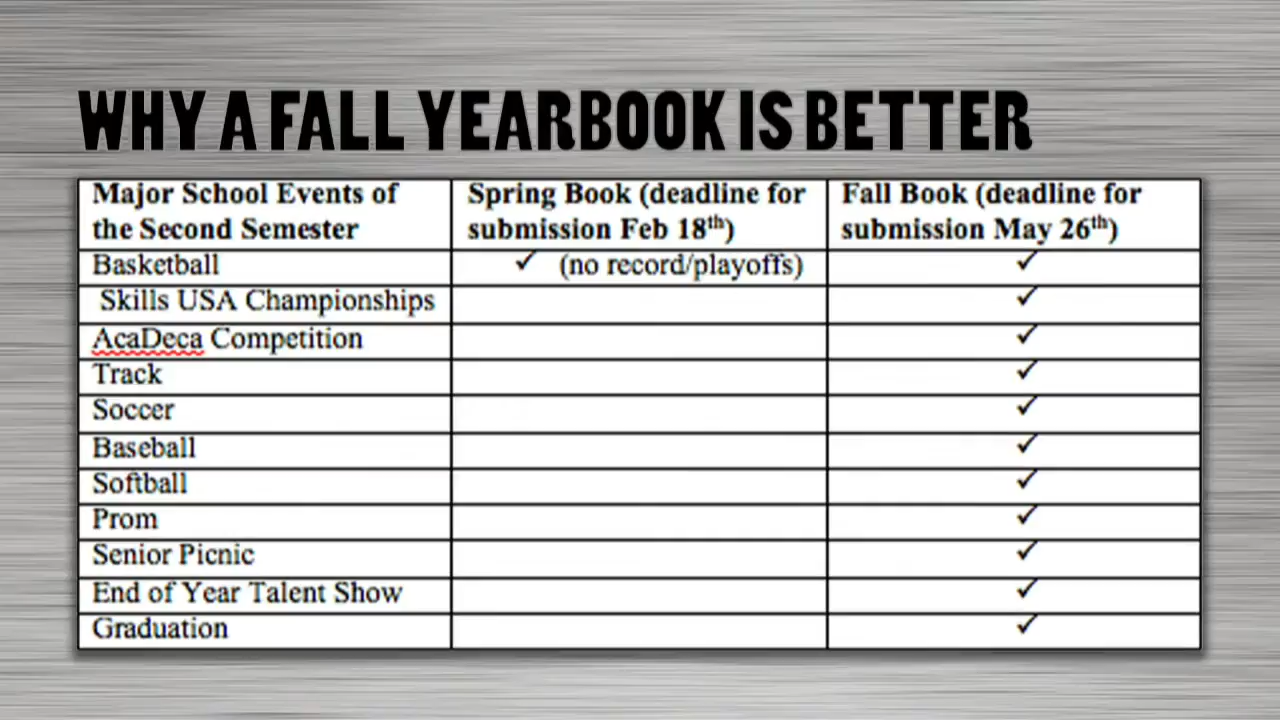 WHY A FALL YEARBOOK IS BETTER
Major School Events of the Second Semester | Spring Book (deadline for submission Feb 18th) | Fall Book (deadline for submission May 26th)
Basketball | ✓ (no record/playoffs) | ✓
Skills USA Championships | | ✓
AcaDeca Competition | | ✓
Track | | ✓
Soccer | | ✓
Baseball | | ✓
Softball | | ✓
Prom | | ✓
Senior Picnic | | ✓
End of Year Talent Show | | ✓
Graduation | | ✓